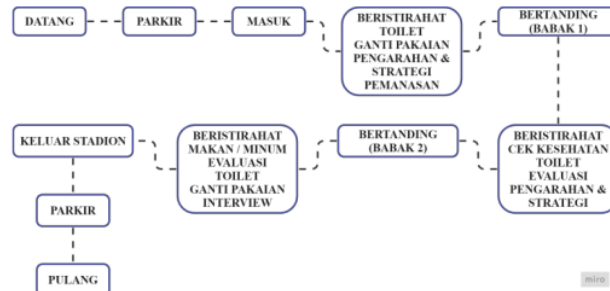 DATANG
PARKIR
MASUK
BERISTIRAHAT
TOILET
GANTI PAKAIAN
PENGARAHAN &
STRATEGI
PEMANASAN
BERTANDING
(BABAK 1)
BERISTIRAHAT
CEK KESEHATAN
TOILET
EVALUASI
PENGARAHAN &
STRATEGI
BERTANDING
(BABAK 2)
BERISTIRAHAT
MAKAN / MINUM
EVALUASI
TOILET
GANTI PAKAIAN
INTERVIEW
KELUAR STADION
PARKIR
PULANG
miro